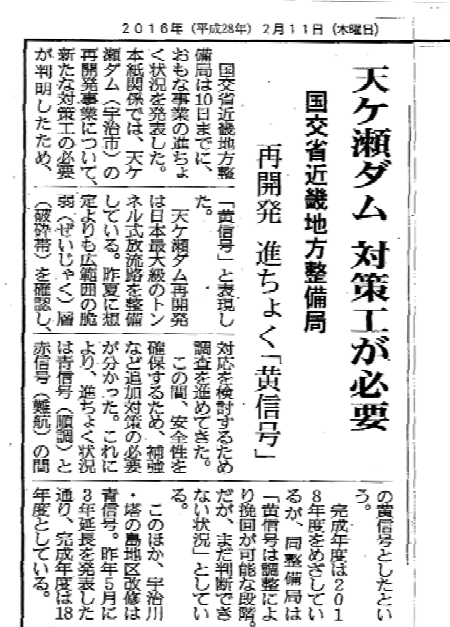 2016年（平成28年）2月11日（木曜日）
天ケ瀬ダム 対策工が必要
国交省近畿地方整備局
再開発 進ちょく「黄信号」
国交省近畿地方整
備局は10日までに、
おもな事業の進ちょ
く状況を発表した。
本紙関係では、天ケ
瀬ダム（宇治市）の
再開発事業について、
新たな対策工の必要
が判明したため、
「黄信号」と表現し
た。
天ケ瀬ダム再開発
は日本最大級のトン
ネル式放流路を整備
している。昨夏に想
定よりも広範囲の脆
弱（ぜいじゃく）層
（破砕帯）を確認し、
対応を検討するため
調査を進めてきた。
この間、安全性を
確保するため、補強
など追加対策の必要
が分かった。これに
より、進ちょく状況
は青信号（順調）と
赤信号（難航）の間
の黄信号としたとい
う。
完成年度は201
8年度をめざしてい
るが、同整備局は
「黄信号は調整によ
り挽回が可能な段階。
だが、まだ判断でき
ない状況」としてい
る。
このほか、宇治川
・塔の島地区改修は
青信号。昨年5月に
3年延長を発表した
通り、完成年度は18
年度としている。